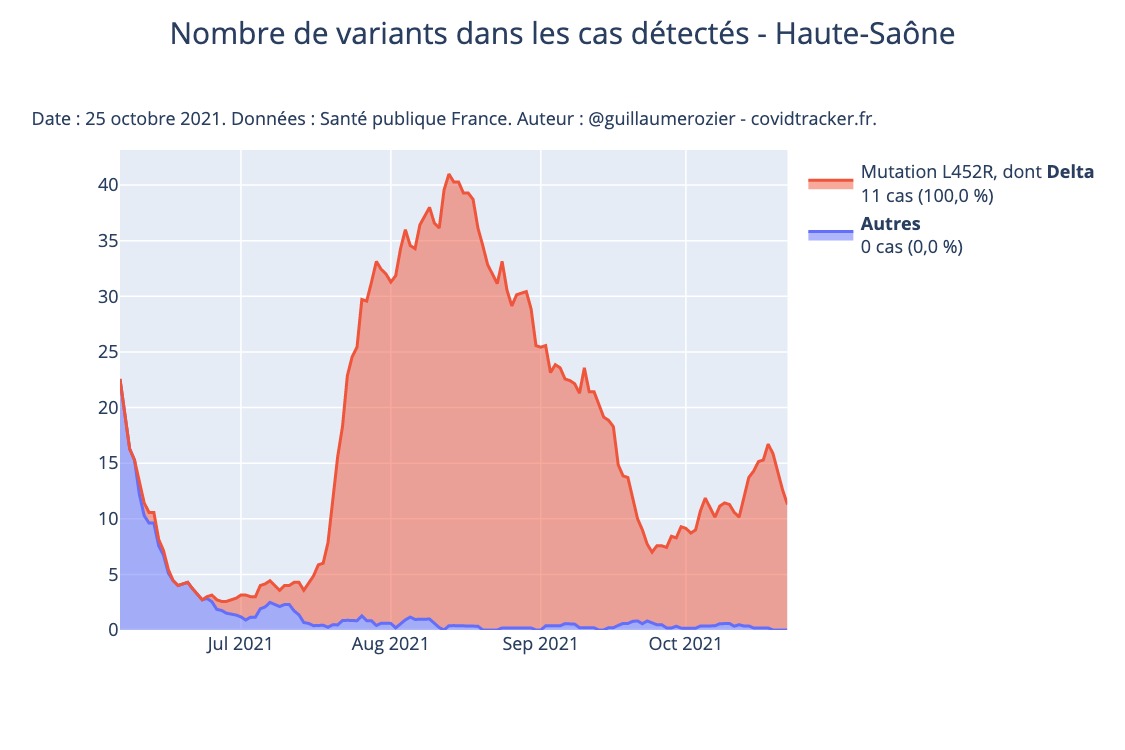 Nombre de variants dans les cas détectés - Haute-Saône
Date : 25 octobre 2021. Données : Santé publique France. Auteur : @guillaumerozier - covidtracker.fr.
40
35
30
25
20
15
10
5
0
Jul 2021 Aug 2021 Sep 2021 Oct 2021
Mutation L452R, dont Delta
11 cas (100,0 %)
Autres
0 cas (0,0 %)